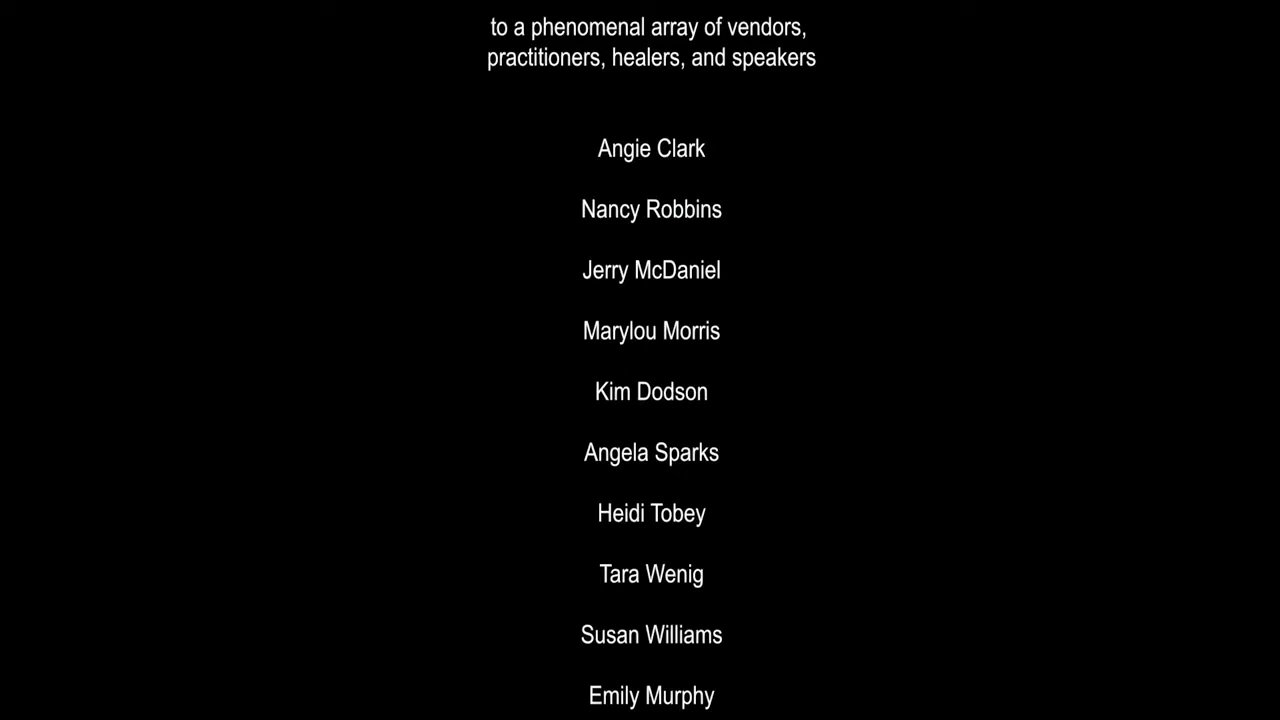 to a phenomenal array of vendors,
practitioners, healers, and speakers
Angie Clark
Nancy Robbins
Jerry McDaniel
Marylou Morris
Kim Dodson
Angela Sparks
Heidi Tobey
Tara Wenig
Susan Williams
Emily Murphy